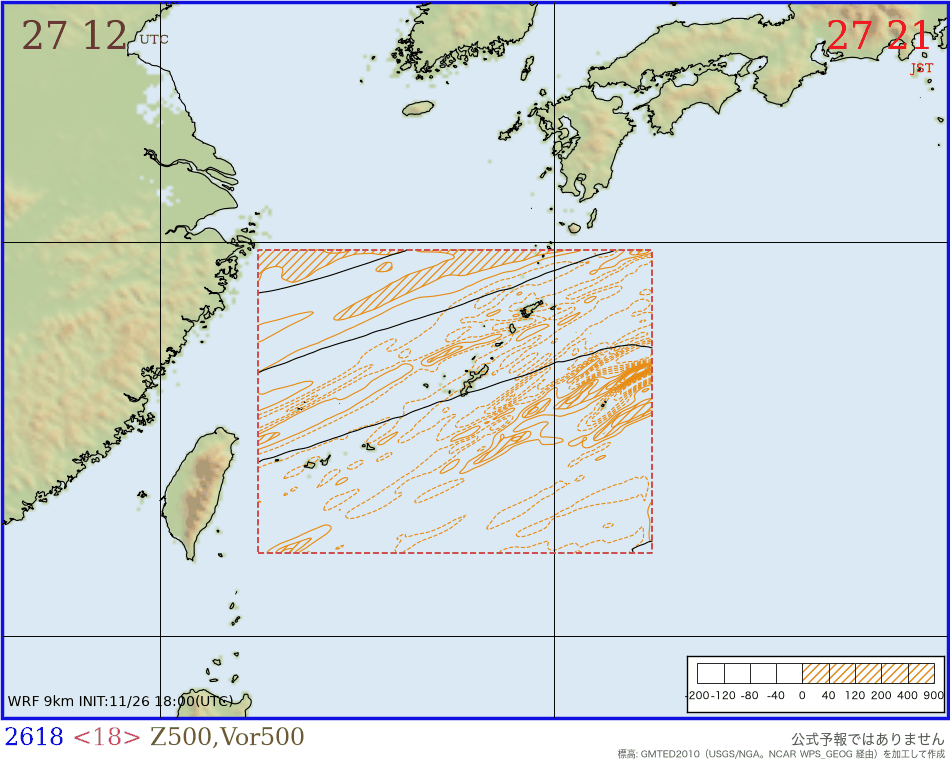 27 12 UTC
27 21
JST
-200 -120 -80 -40 0 40 120 200 400 900
WRF 9km INIT:11/26 18:00(UTC)
2618 <18> Z500,Vor500
公式予報ではありません
標高: GMTED2010（USGS/NGA。NCAR WPS_GEOG 経由）を加工して作成